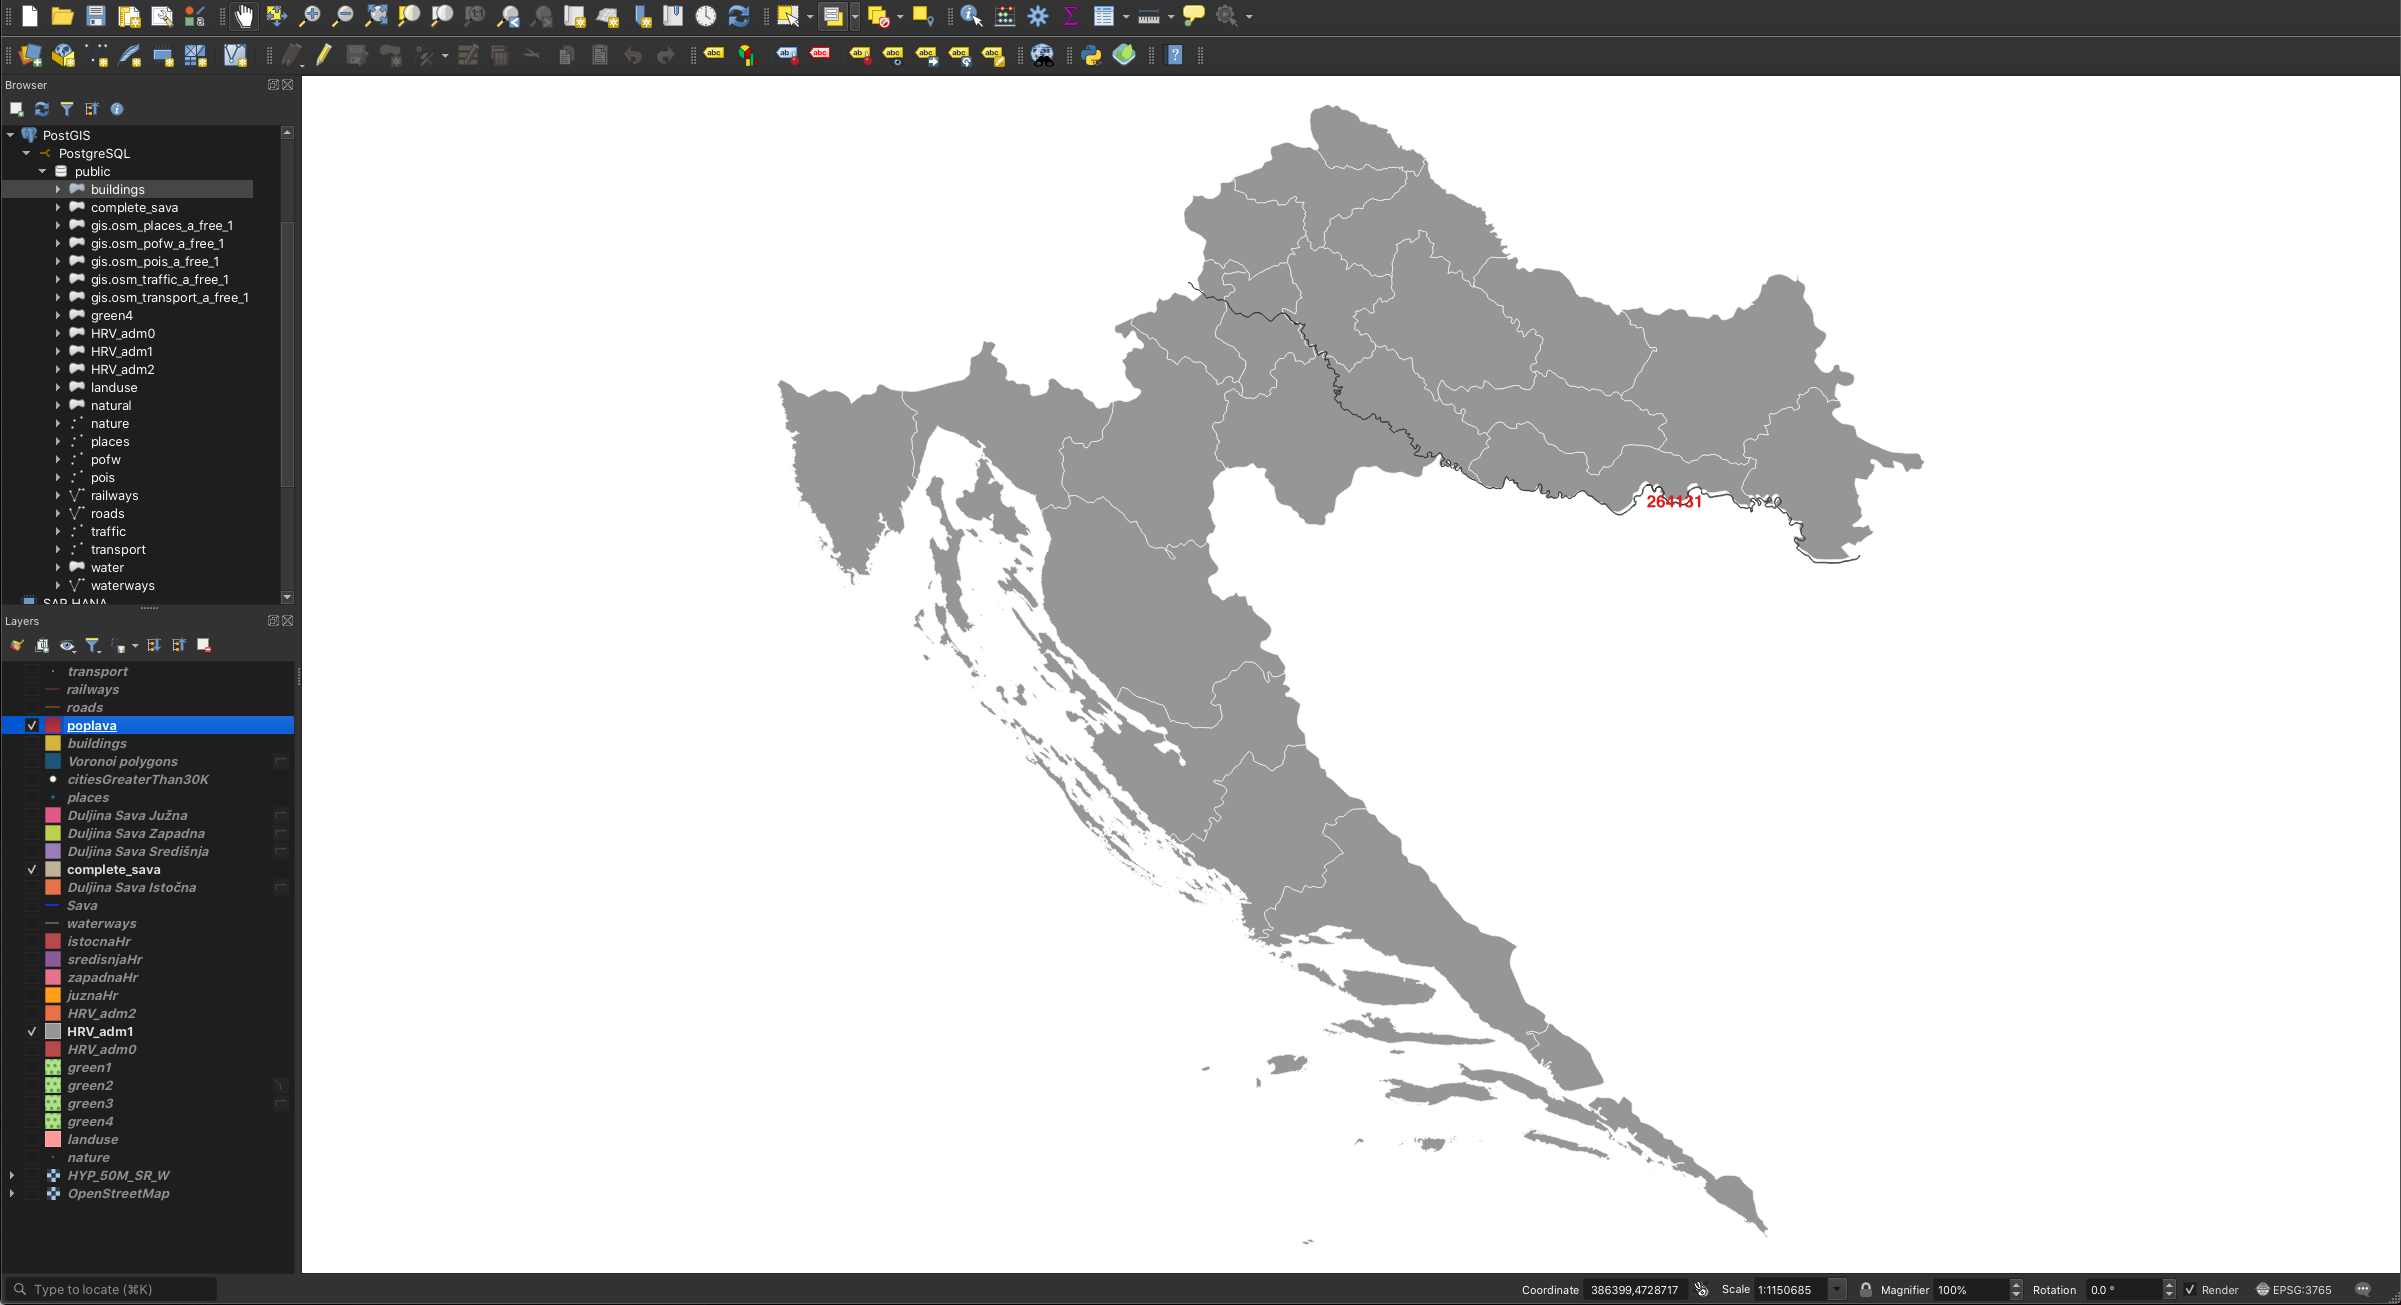 Browser
PostGIS
PostgreSQL
public
buildings
complete_sava
gis.osm_places_a_free_1
gis.osm_pofw_a_free_1
gis.osm_pois_a_free_1
gis.osm_traffic_a_free_1
gis.osm_transport_a_free_1
green4
HRV_adm0
HRV_adm1
HRV_adm2
landuse
natural
nature
places
pofw
pois
railways
roads
traffic
transport
water
waterways
SAP HANA
Layers
transport
railways
roads
poplava
buildings
Voronoi polygons
citiesGreaterThan30K
places
Duljina Sava Južna
Duljina Sava Zapadna
Duljina Sava Središnja
complete_sava
Duljina Sava Istočna
Sava
waterways
istocnaHr
sredisnjaHr
zapadnaHr
juznaHr
HRV_adm2
HRV_adm1
HRV_adm0
green1
green2
green3
green4
landuse
nature
HYP_50M_SR_W
OpenStreetMap
264131
Type to locate (⌘K)
Coordinate 386399,4728717 Scale 1:1150685 Magnifier 100% Rotation 0.0 ° Render EPSG:3765